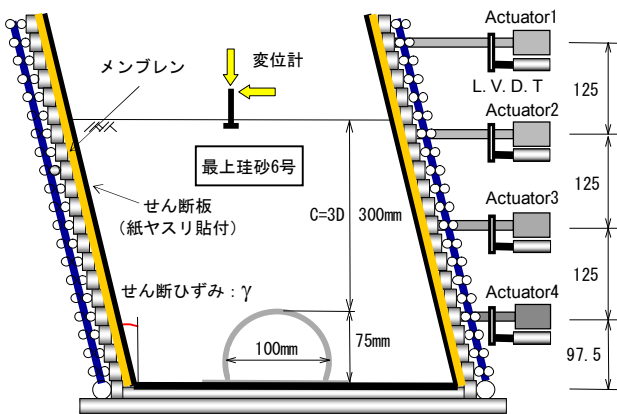 Actuator1
メンブレン
変位計
L.V.D.T
125
Actuator2
最上珪砂6号
125
せん断板
(紙ヤスリ貼付)
C=3D 300mm
Actuator3
125
せん断ひずみ:γ
Actuator4
100mm
75mm
97.5